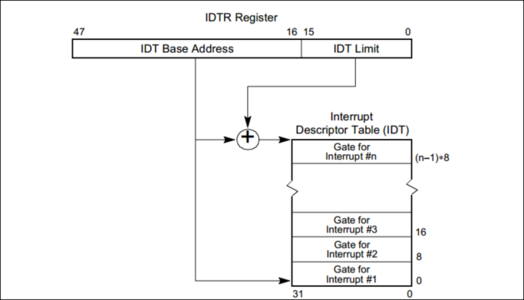 IDTR Register
47 16 15 0
IDT Base Address IDT Limit
+
Interrupt
Descriptor Table (IDT)
Gate for
Interrupt #n
(n–1)∗8
Gate for
Interrupt #3
16
Gate for
Interrupt #2
8
Gate for
Interrupt #1
0
31 0